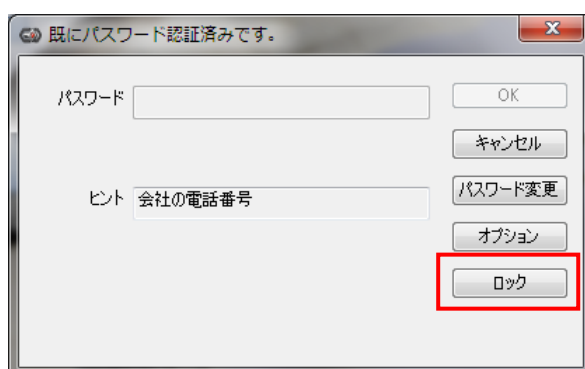 既にパスワード認証済みです。
パスワード
OK
キャンセル
ヒント 会社の電話番号
パスワード変更
オプション
ロック